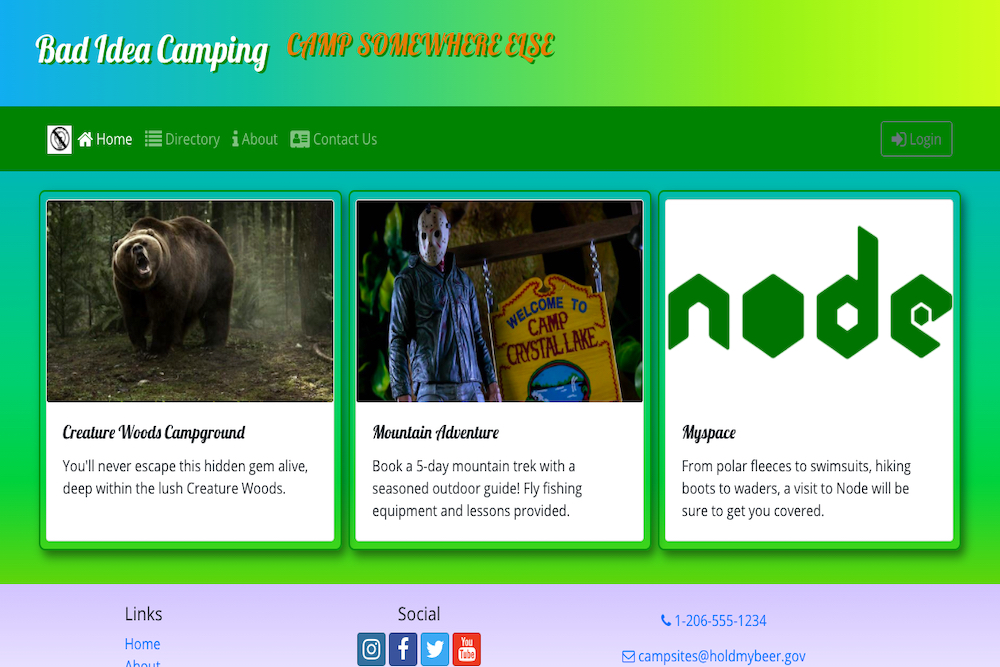 Bad Idea Camping CAMP SOMEWHERE ELSE
Home Directory About Contact Us Login
WELCOME TO
CAMP
CRYSTAL LAKE
node
Creature Woods Campground
You'll never escape this hidden gem alive,
deep within the lush Creature Woods.
Mountain Adventure
Book a 5-day mountain trek with a
seasoned outdoor guide! Fly fishing
equipment and lessons provided.
Myspace
From polar fleeces to swimsuits, hiking
boots to waders, a visit to Node will be
sure to get you covered.
Links
Home
About
Social
You
Tube
1-206-555-1234
campsites@holdmybeer.gov